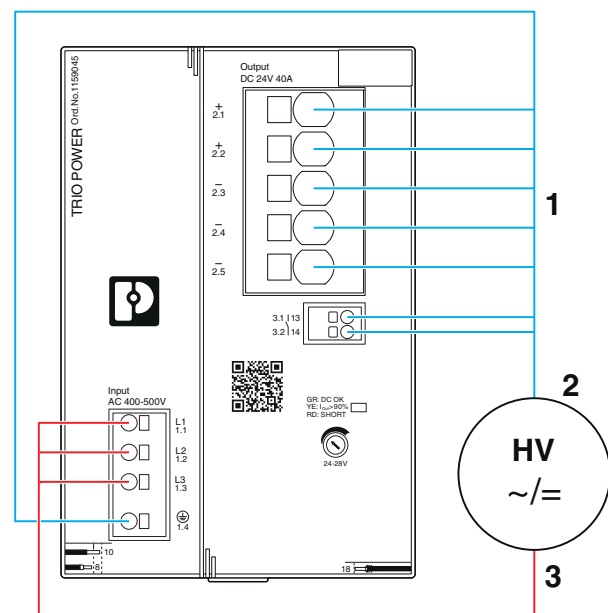 TRIO POWER Ord.No.1159045
Output
DC 24V 40A
+
2.1
+
2.2
−
2.3
−
2.4
−
2.5
3.1 13
3.2 14
GR: DC OK
YE: IOut>90%
RD: SHORT
24-28V
18
Input
AC 400-500V
L1
1.1
L2
1.2
L3
1.3
1.4
10
8
1
2
HV
~/=
3